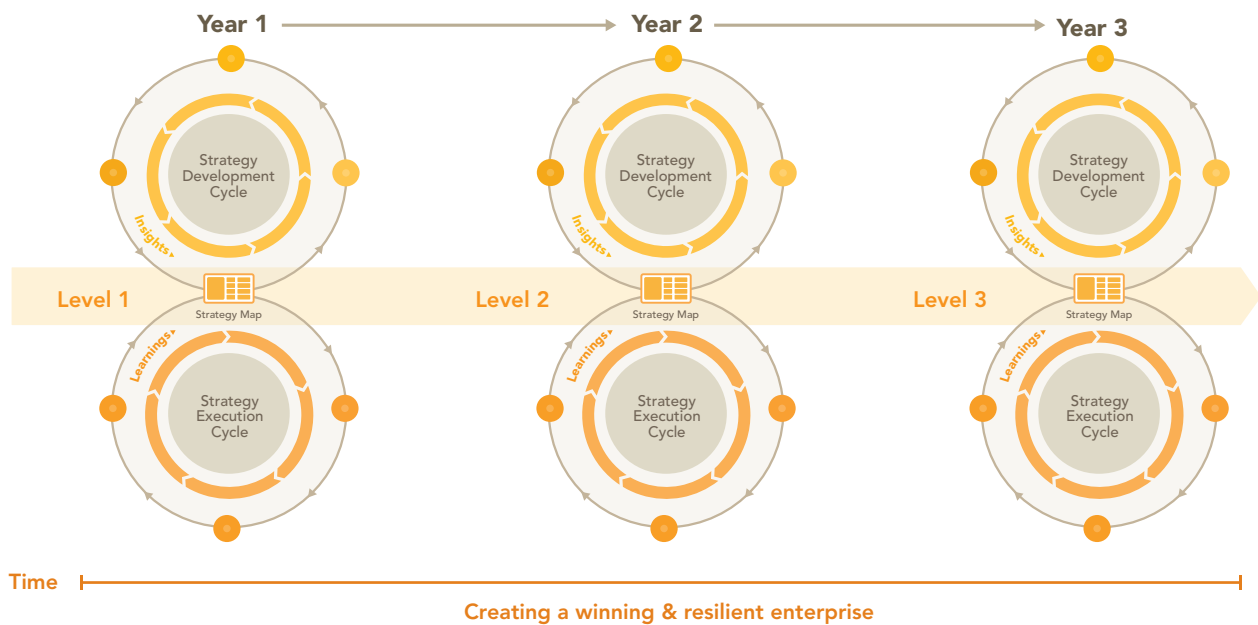 Year 1
Year 2
Year 3
Strategy
Development
Cycle
Strategy
Development
Cycle
Strategy
Development
Cycle
Insights
Insights
Insights
Level 1
Level 2
Level 3
Strategy Map
Strategy Map
Strategy Map
Learnings
Learnings
Learnings
Strategy
Execution
Cycle
Strategy
Execution
Cycle
Strategy
Execution
Cycle
Time
Creating a winning & resilient enterprise